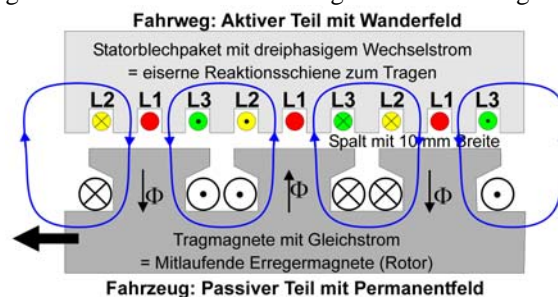 Fahrweg: Aktiver Teil mit Wanderfeld
Statorblechpaket mit dreiphasigem Wechselstrom
= eiserne Reaktionsschiene zum Tragen
L2 L1 L3 L2 L1 L3 L2 L1 L3
Spalt mit 10 mm Breite
Φ Φ Φ
Tragmagnete mit Gleichstrom
= Mitlaufende Erregermagnete (Rotor)
Fahrzeug: Passiver Teil mit Permanentfeld